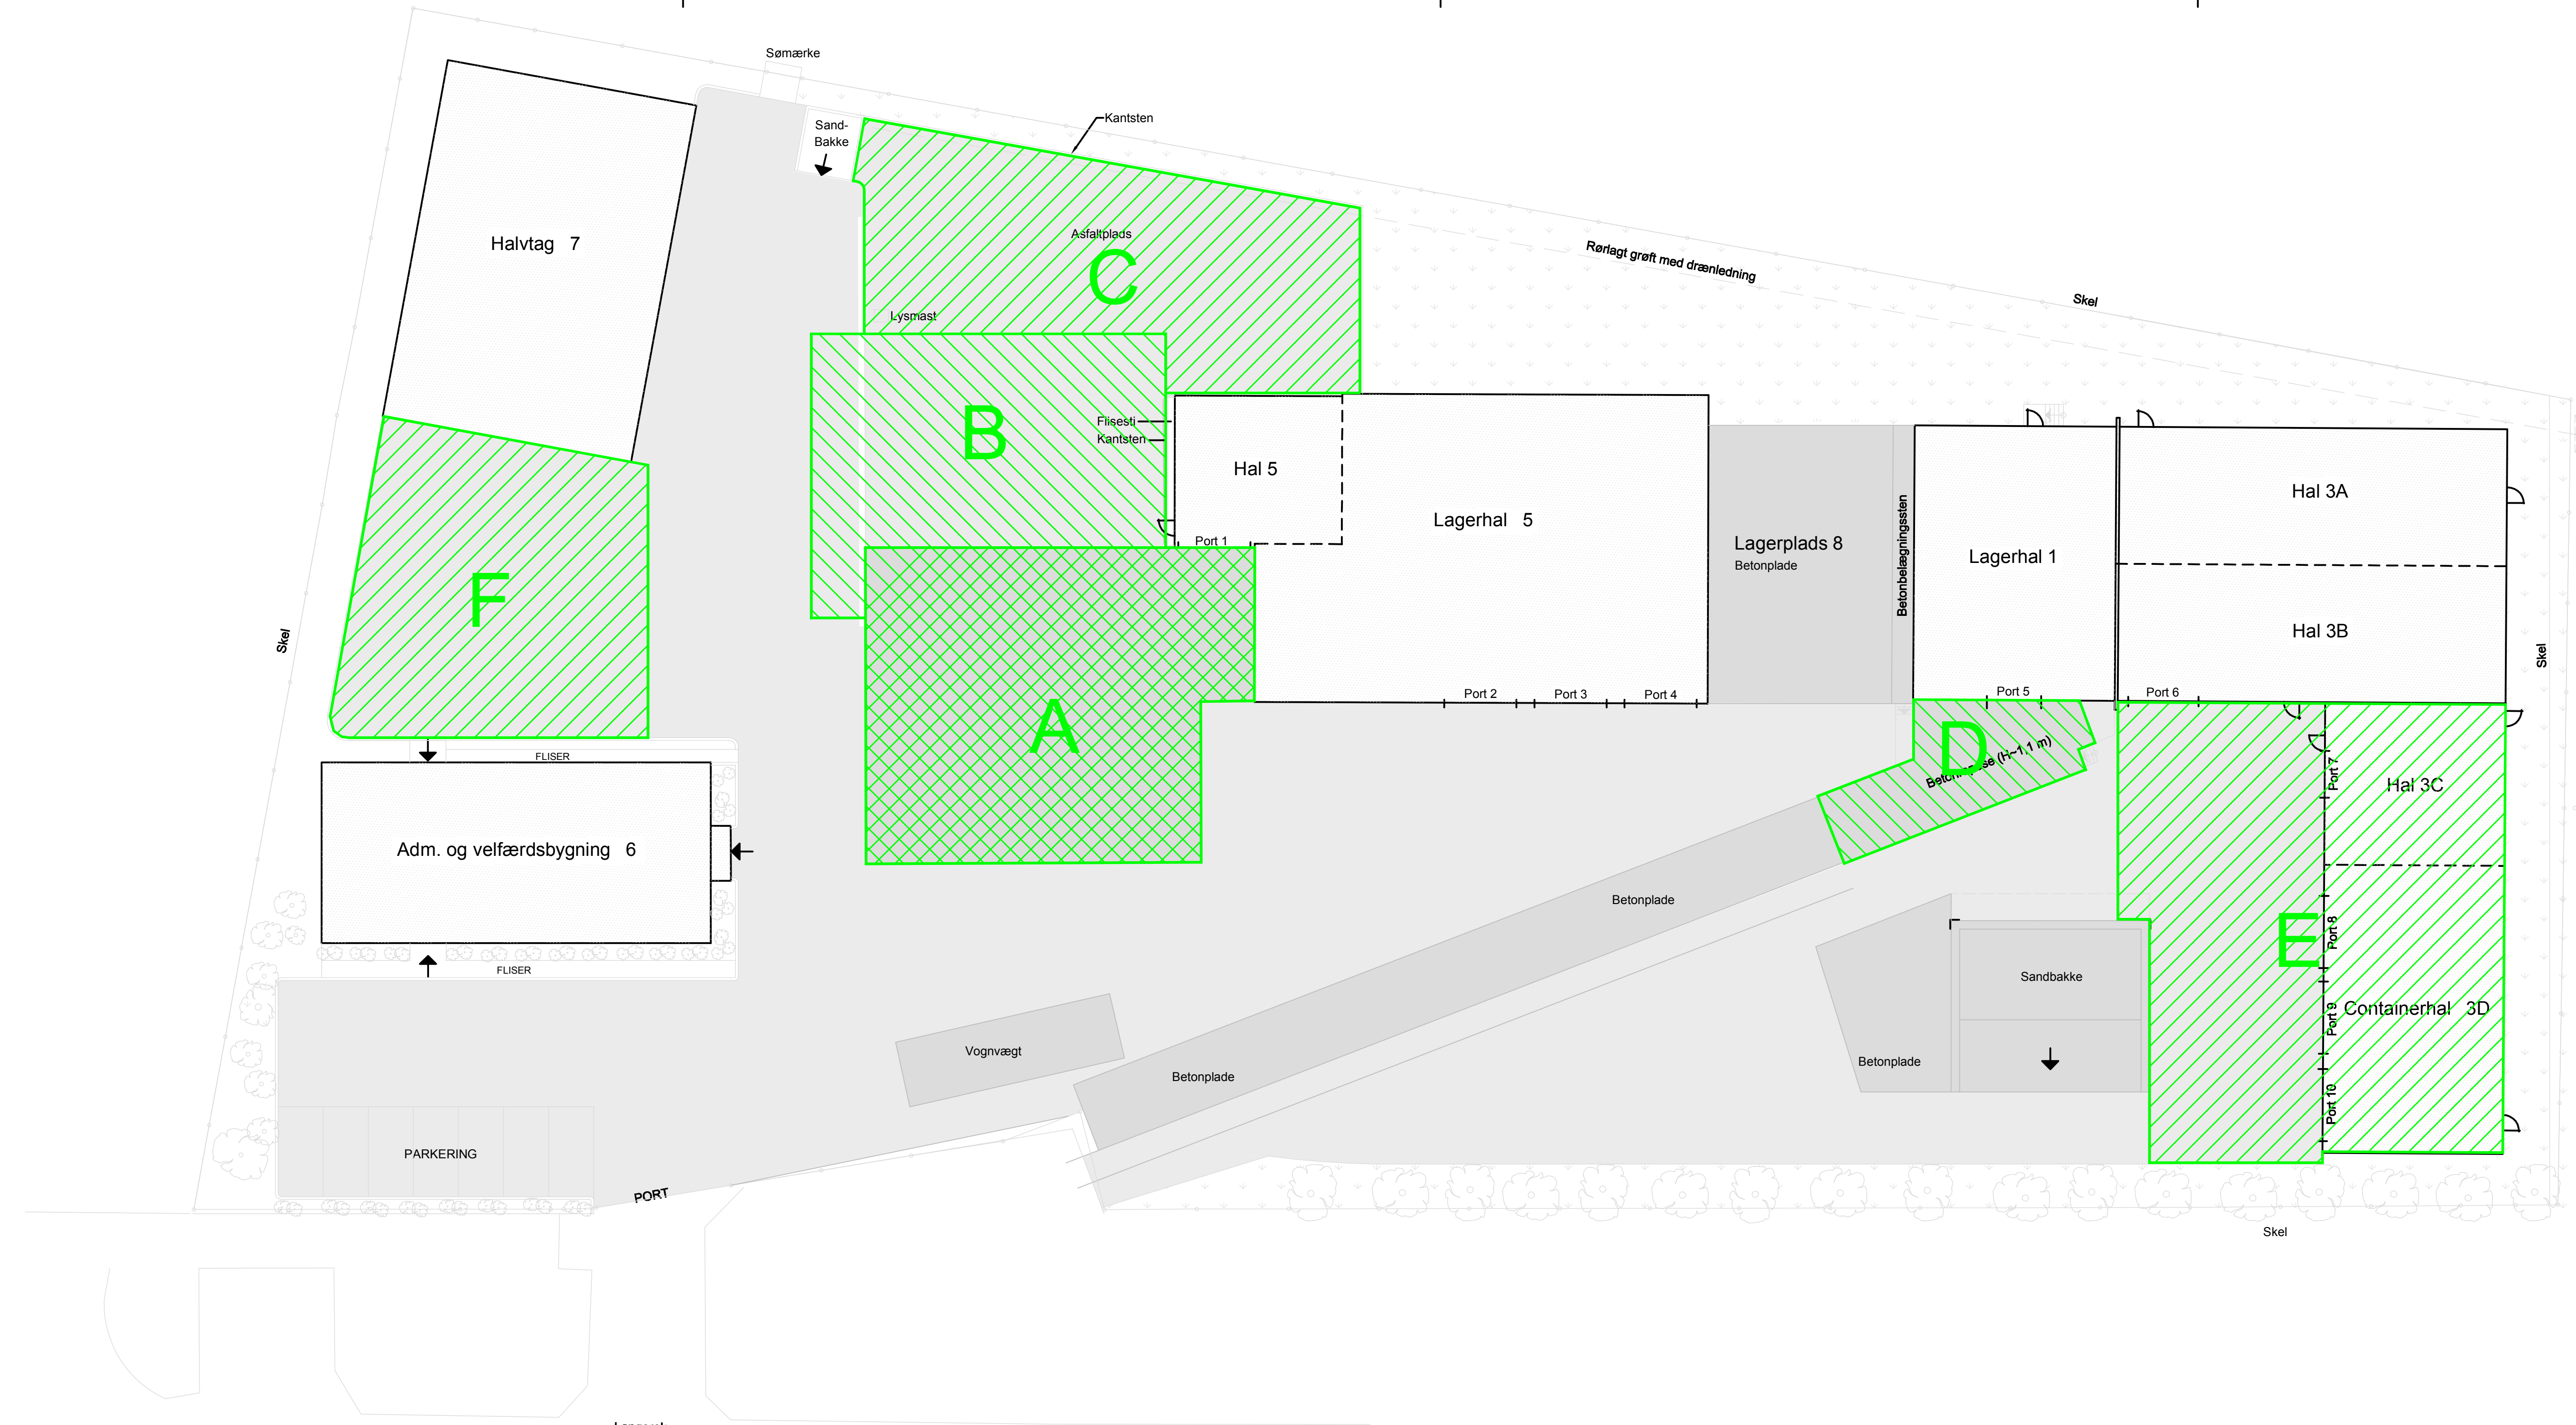 Sømærke
Sand-
Bakke
Kantsten
Halvtag 7
Asfaltplads
C
Lysmast
Rørlagt grøft med drænledning
Skel
Flisesti
Kantsten
B
Hal 5
Port 1
Lagerhal 5
Lagerplads 8
Betonplade
Betonbelægningssten
Lagerhal 1
Hal 3A
Hal 3B
Skel
Skel
F
A
Port 2
Port 3
Port 4
Port 5
Port 6
D
Betonrampe (H~1,1 m)
FLISER
Adm. og velfærdsbygning 6
FLISER
Port 7
Hal 3C
E
Port 8
Port 9
Containerhal 3D
Port 10
Betonplade
Sandbakke
Betonplade
Vognvægt
Betonplade
PARKERING
PORT
Skel